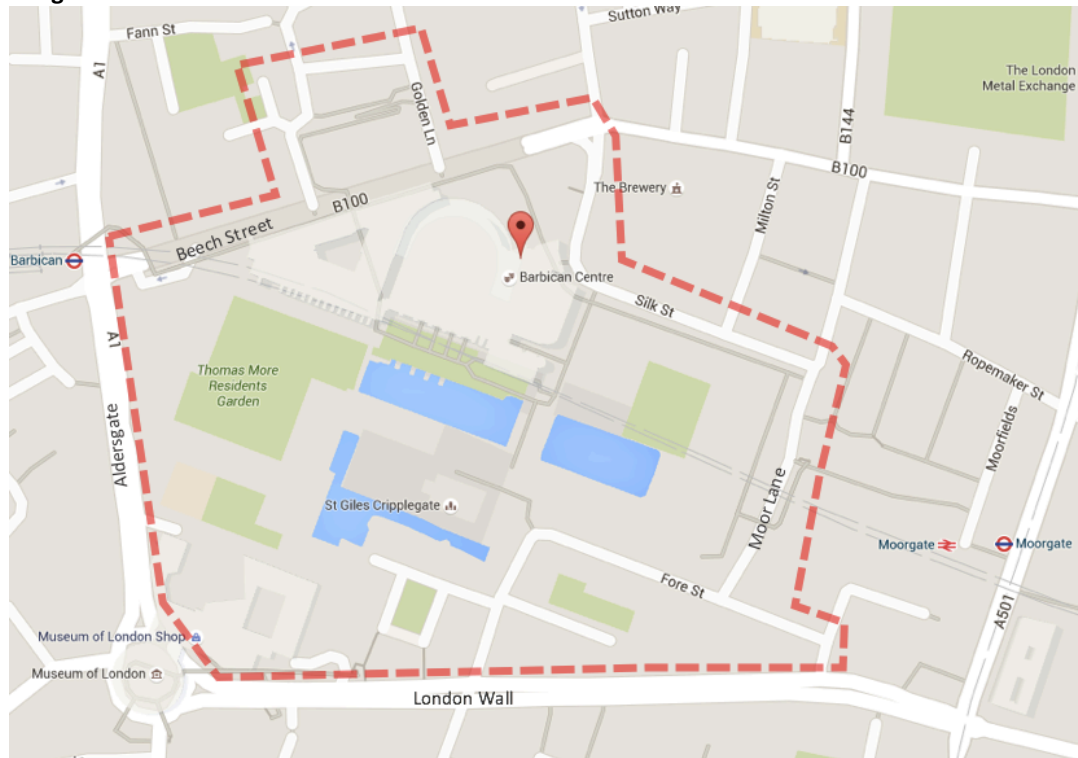 Sutton Way
Fann St
A1
The London
Metal Exchange
Golden Ln
B144
B100
The Brewery
Milton St
B100
Beech Street
Barbican
Barbican Centre
Silk St
A1
Ropemaker St
Thomas More
Residents
Garden
Moorfields
Aldersgate
St Giles Cripplegate
Moor Lane
Moorgate
Moorgate
Fore St
A501
Museum of London Shop
Museum of London
London Wall